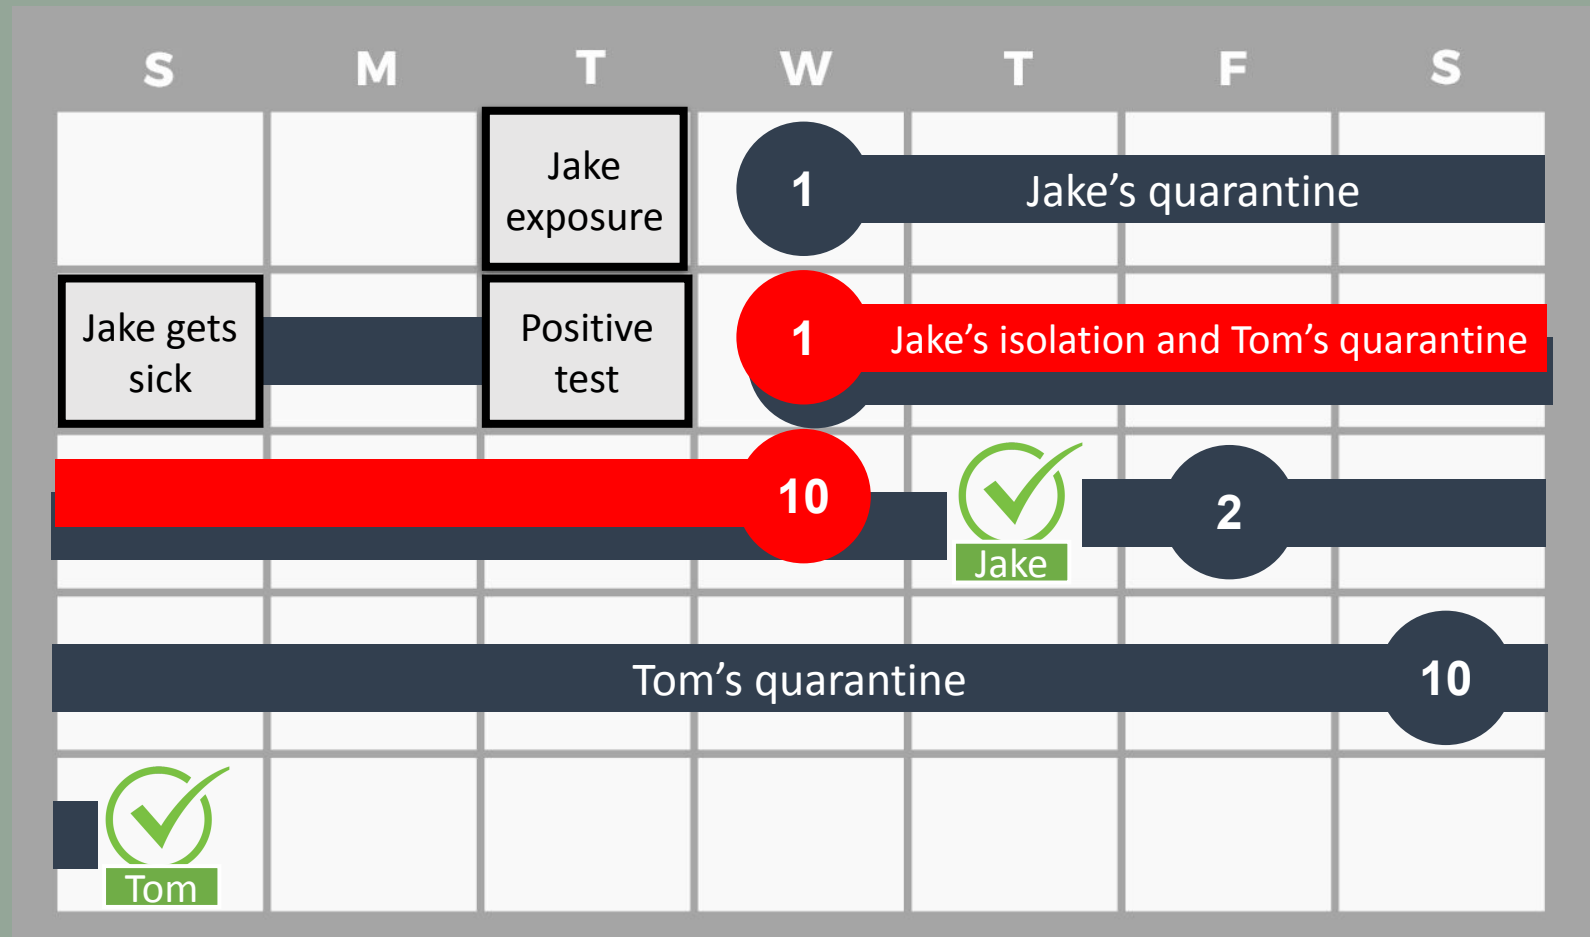 S M T W T F S
Jake
exposure
1
Jake’s quarantine
Jake gets
sick
Positive
test
1
Jake’s isolation and Tom’s quarantine
10
Jake
2
Tom’s quarantine
10
Tom